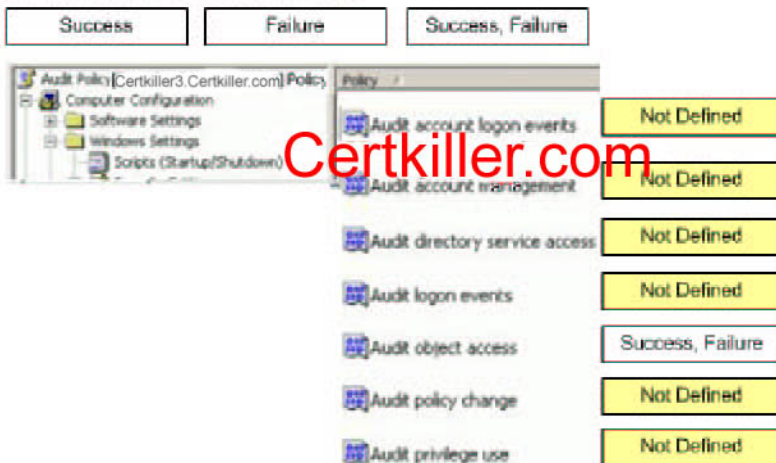 Success
Failure
Success, Failure
Audit Policy [Certkiller3.Certkiller.com] Policy
Policy
Computer Configuration
Software Settings
Windows Settings
Scripts (Startup/Shutdown)
Audit account logon events
Not Defined
Certkiller.com
Audit account management
Not Defined
Audit directory service access
Not Defined
Audit logon events
Not Defined
Audit object access
Success, Failure
Audit policy change
Not Defined
Audit privilege use
Not Defined